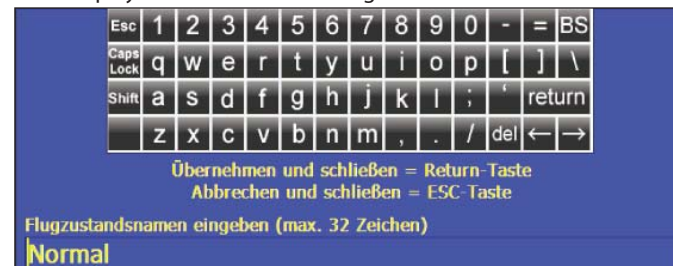 Esc 1 2 3 4 5 6 7 8 9 0 - = BS
Caps Lock q w e r t y u i o p [ ] \
Shift a s d f g h j k l ; ‘ return
z x c v b n m , . / del ← →
Übernehmen und schließen = Return-Taste
Abbrechen und schließen = ESC-Taste
Flugzustandsnamen eingeben (max. 32 Zeichen)
Normal